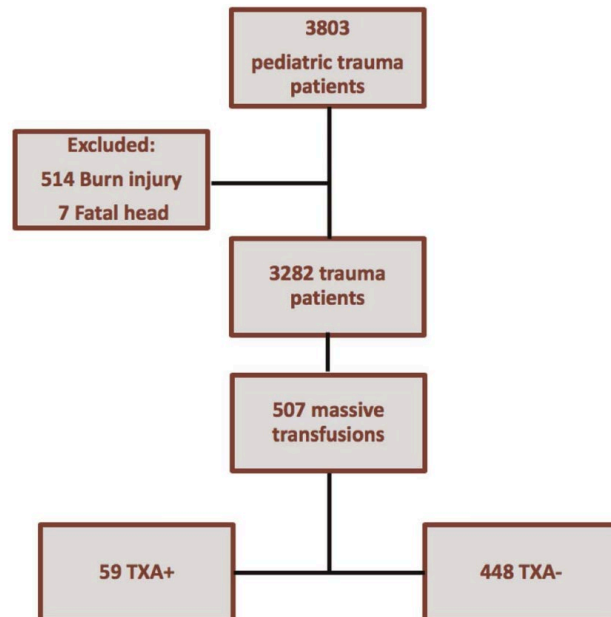 3803
pediatric trauma
patients
Excluded:
514 Burn injury
7 Fatal head
3282 trauma
patients
507 massive
transfusions
59 TXA+
448 TXA-